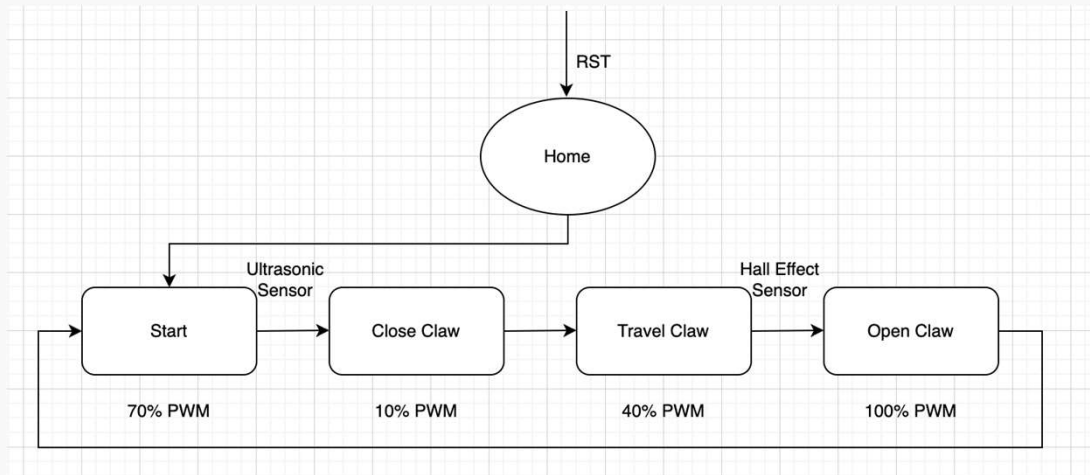 RST
Home
Ultrasonic
Sensor
Hall Effect
Sensor
Start
Close Claw
Travel Claw
Open Claw
70% PWM
10% PWM
40% PWM
100% PWM